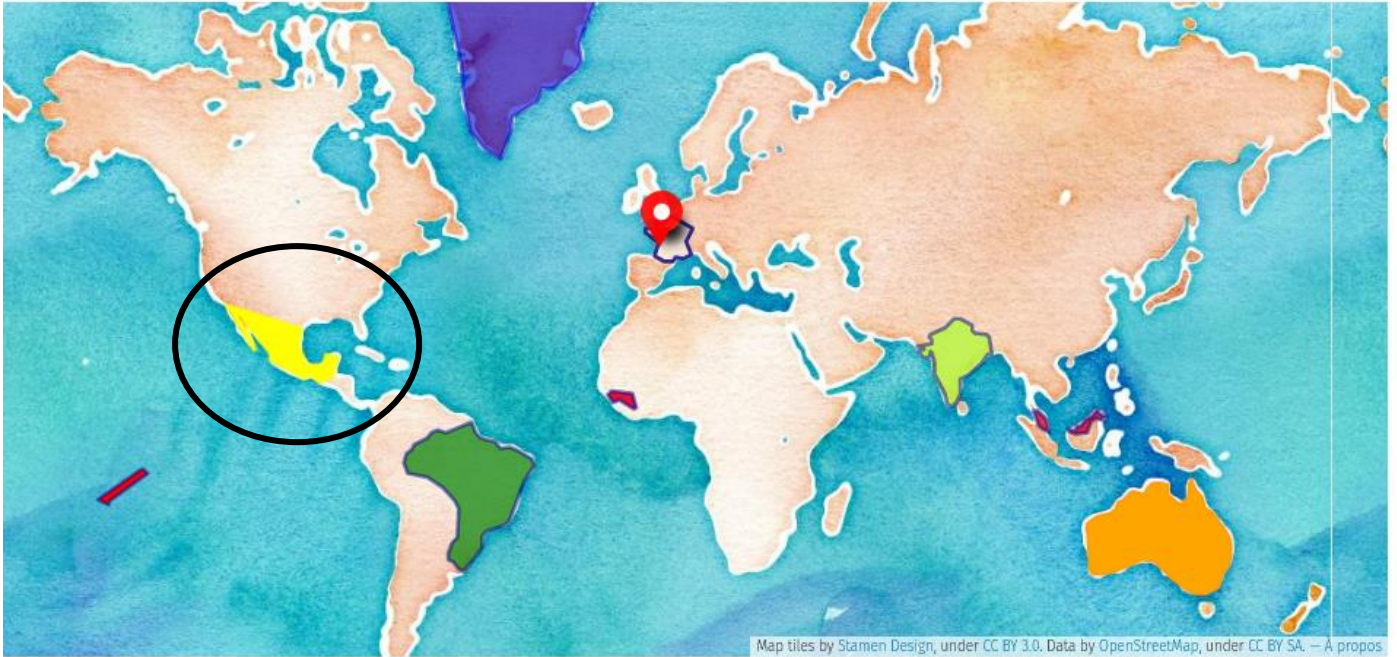 Map tiles by Stamen Design, under CC BY 3.0. Data by OpenStreetMap, under CC BY SA. — À propos